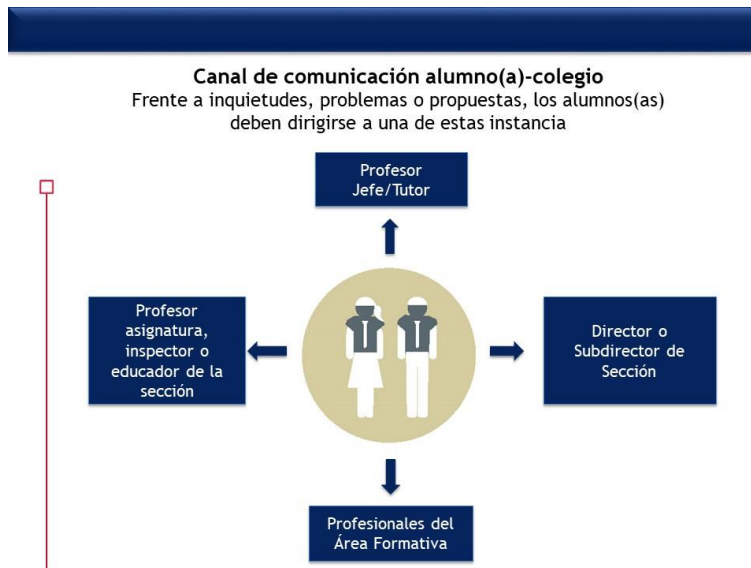 Canal de comunicación alumno(a)-colegio
Frente a inquietudes, problemas o propuestas, los alumnos(as)
deben dirigirse a una de estas instancia
Profesor
Jefe/Tutor
Profesor
asignatura,
inspector o
educador de la
sección
Director o
Subdirector de
Sección
Profesionales del
Área Formativa